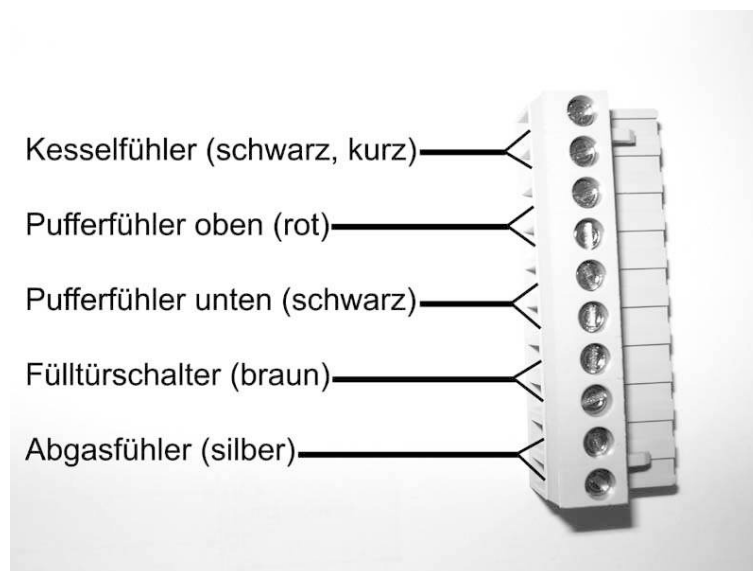 Kesselfühler (schwarz, kurz)
Pufferfühler oben (rot)
Pufferfühler unten (schwarz)
Fülltürschalter (braun)
Abgasfühler (silber)